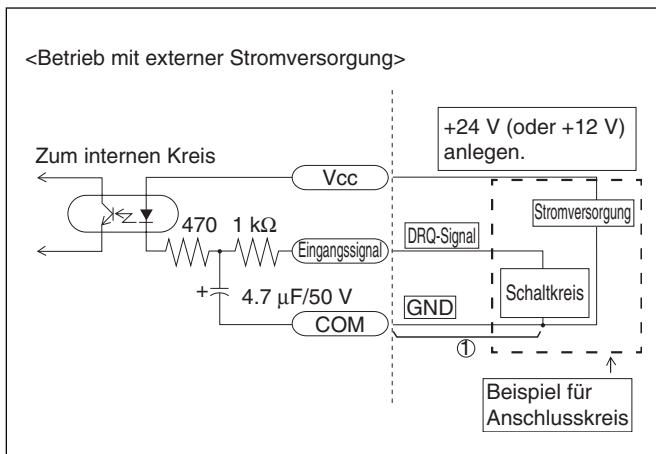 <Betrieb mit externer Stromversorgung>
+24 V (oder +12 V)
anlegen.
Zum internen Kreis
Vcc
Stromversorgung
470
1 kΩ
Eingangssignal
DRQ-Signal
Schaltkreis
+
4.7 μF/50 V
GND
COM
①
Beispiel für
Anschlusskreis